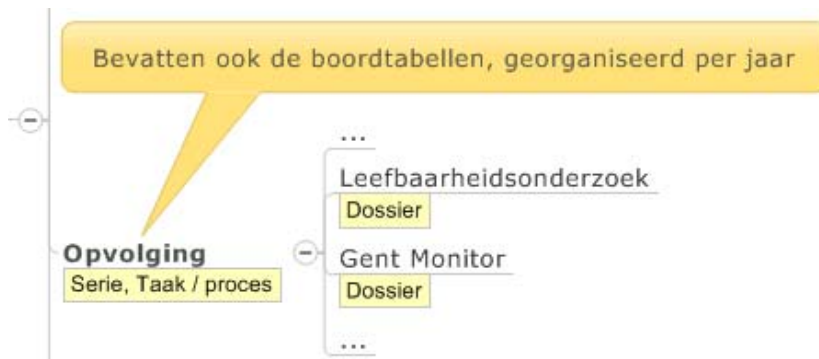 Bevatten ook de boordtabellen, georganiseerd per jaar
...
Leefbaarheidsonderzoek
Dossier
Opvolging
Serie, Taak / proces
Gent Monitor
Dossier
...